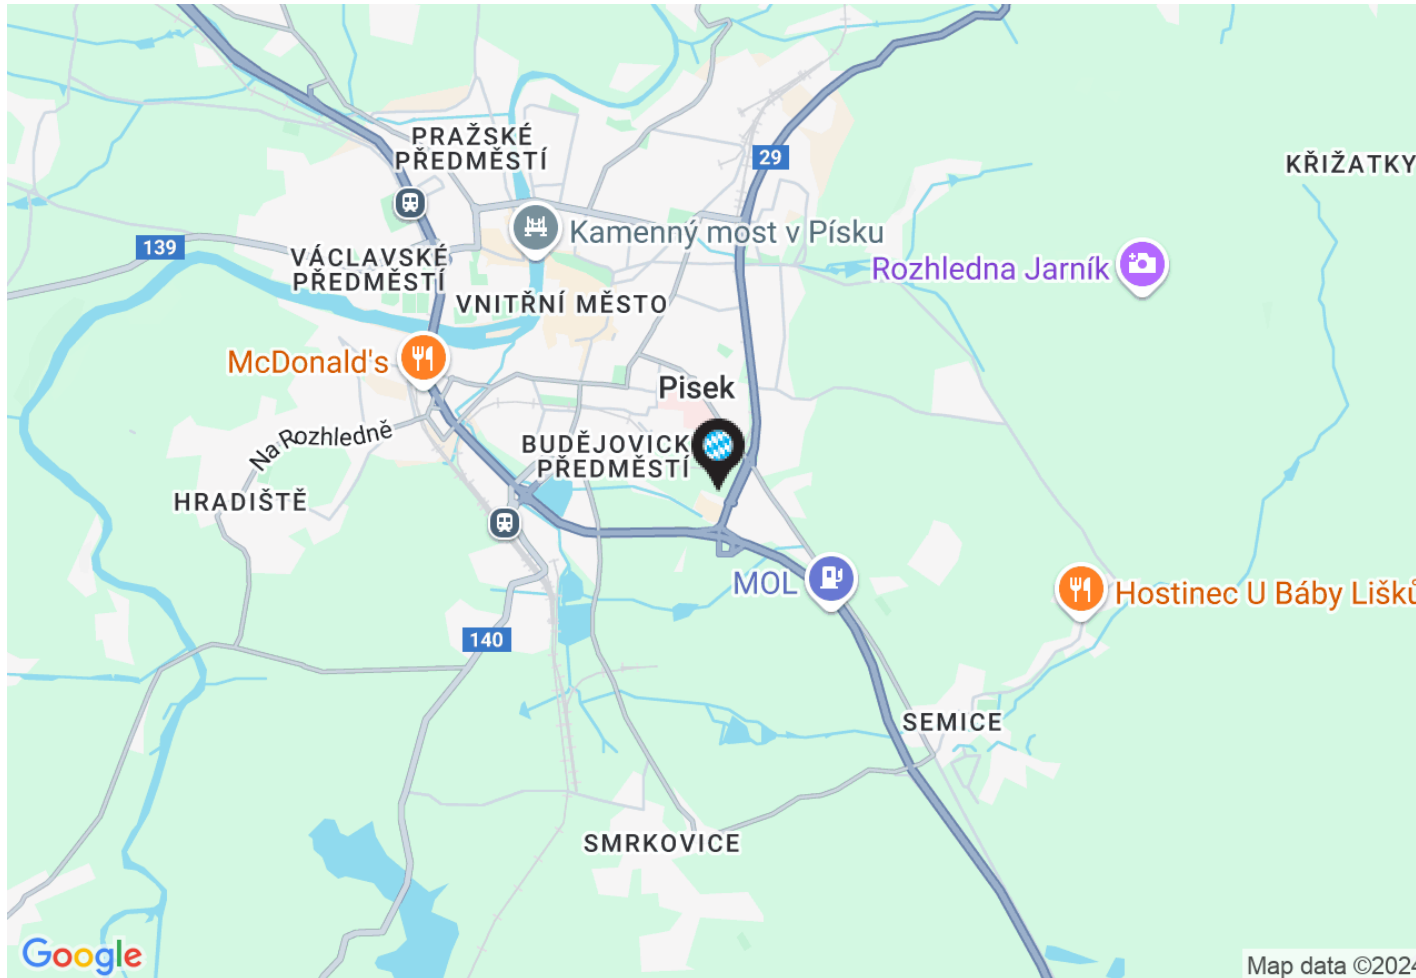 PRAŽSKÉ
PŘEDMĚSTÍ
29
KŘIŽATKY
139
Kamenný most v Písku
VÁCLAVSKÉ
PŘEDMĚSTÍ
Rozhledna Jarník
VNITŘNÍ MĚSTO
McDonald's
Pisek
Na Rozhledně
BUDĚJOVICK
PŘEDMĚSTÍ
HRADIŠTĚ
MOL
Hostinec U Báby Lišků
140
SEMICE
SMRKOVICE
Google
Map data ©2024